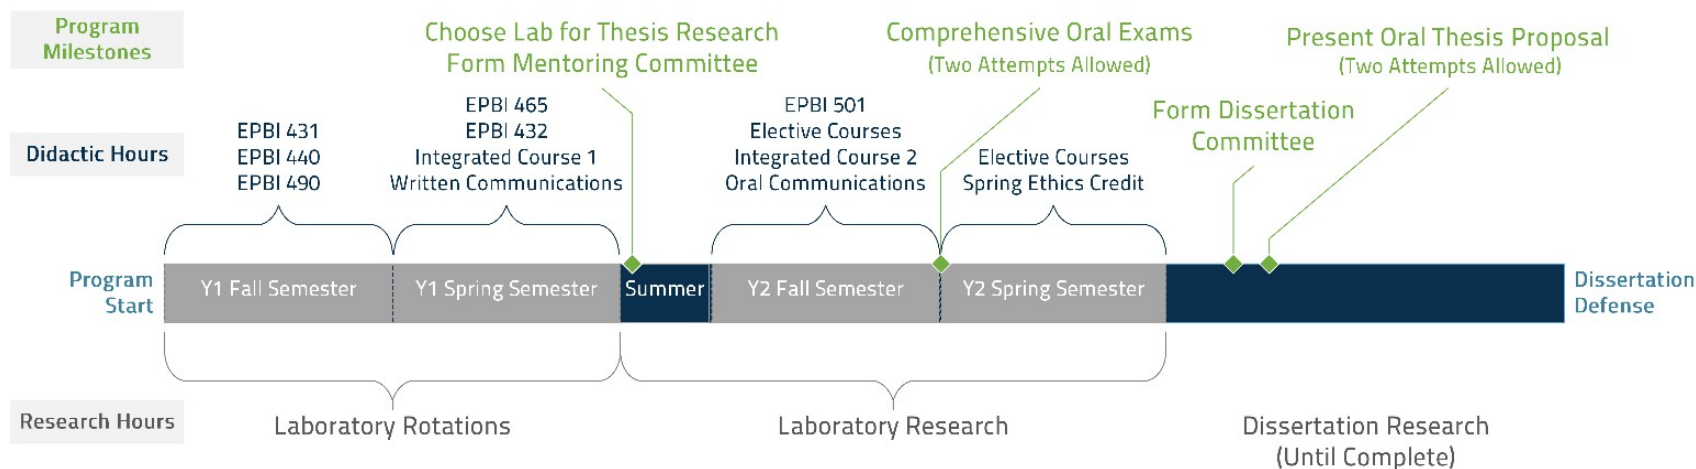 Program
Milestones
Choose Lab for Thesis Research
Form Mentoring Committee
Comprehensive Oral Exams
(Two Attempts Allowed)
Present Oral Thesis Proposal
(Two Attempts Allowed)
Form Dissertation
Committee
Didactic Hours
EPBI 431
EPBI 440
EPBI 490
EPBI 465
EPBI 432
Integrated Course 1
Written Communications
EPBI 501
Elective Courses
Integrated Course 2
Oral Communications
Elective Courses
Spring Ethics Credit
Program
Start
Y1 Fall Semester
Y1 Spring Semester
Summer
Y2 Fall Semester
Y2 Spring Semester
Dissertation
Defense
Research Hours
Laboratory Rotations
Laboratory Research
Dissertation Research
(Until Complete)